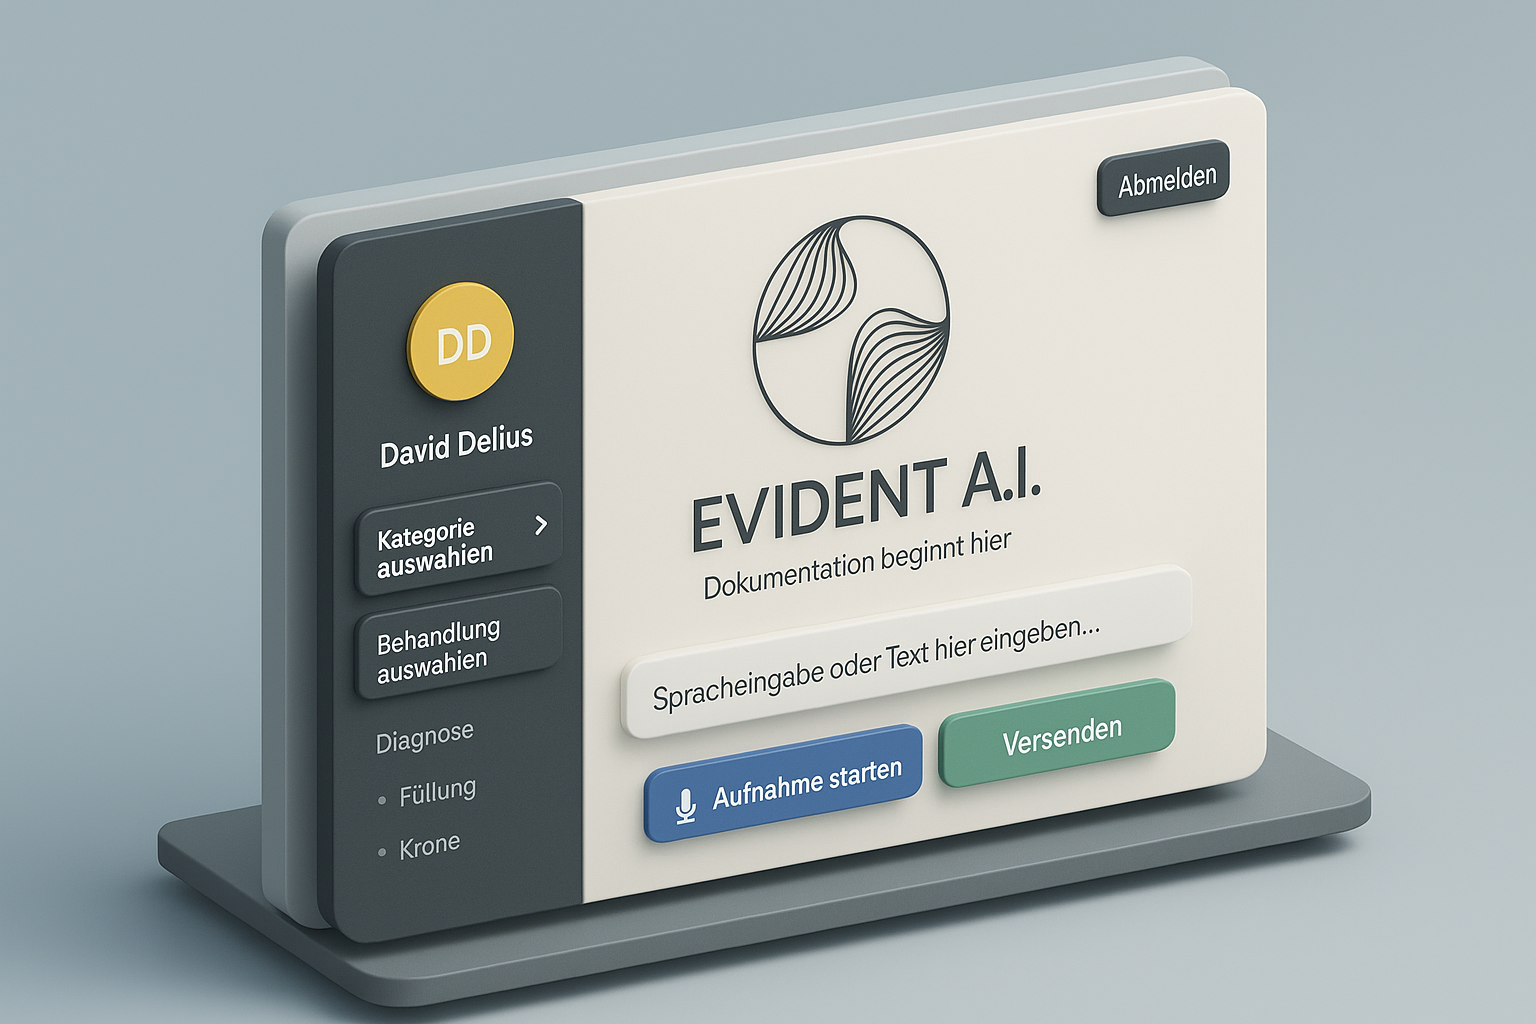 Abmelden
DD
David Delius
Kategorie
auswahien
Behandlung
auswahien
Diagnose
• Füllung
• Krone
EVIDENT A.I.
Dokumentation beginnt hier
Spracheingabe oder Text hier eingeben...
Aufnahme starten
Versenden